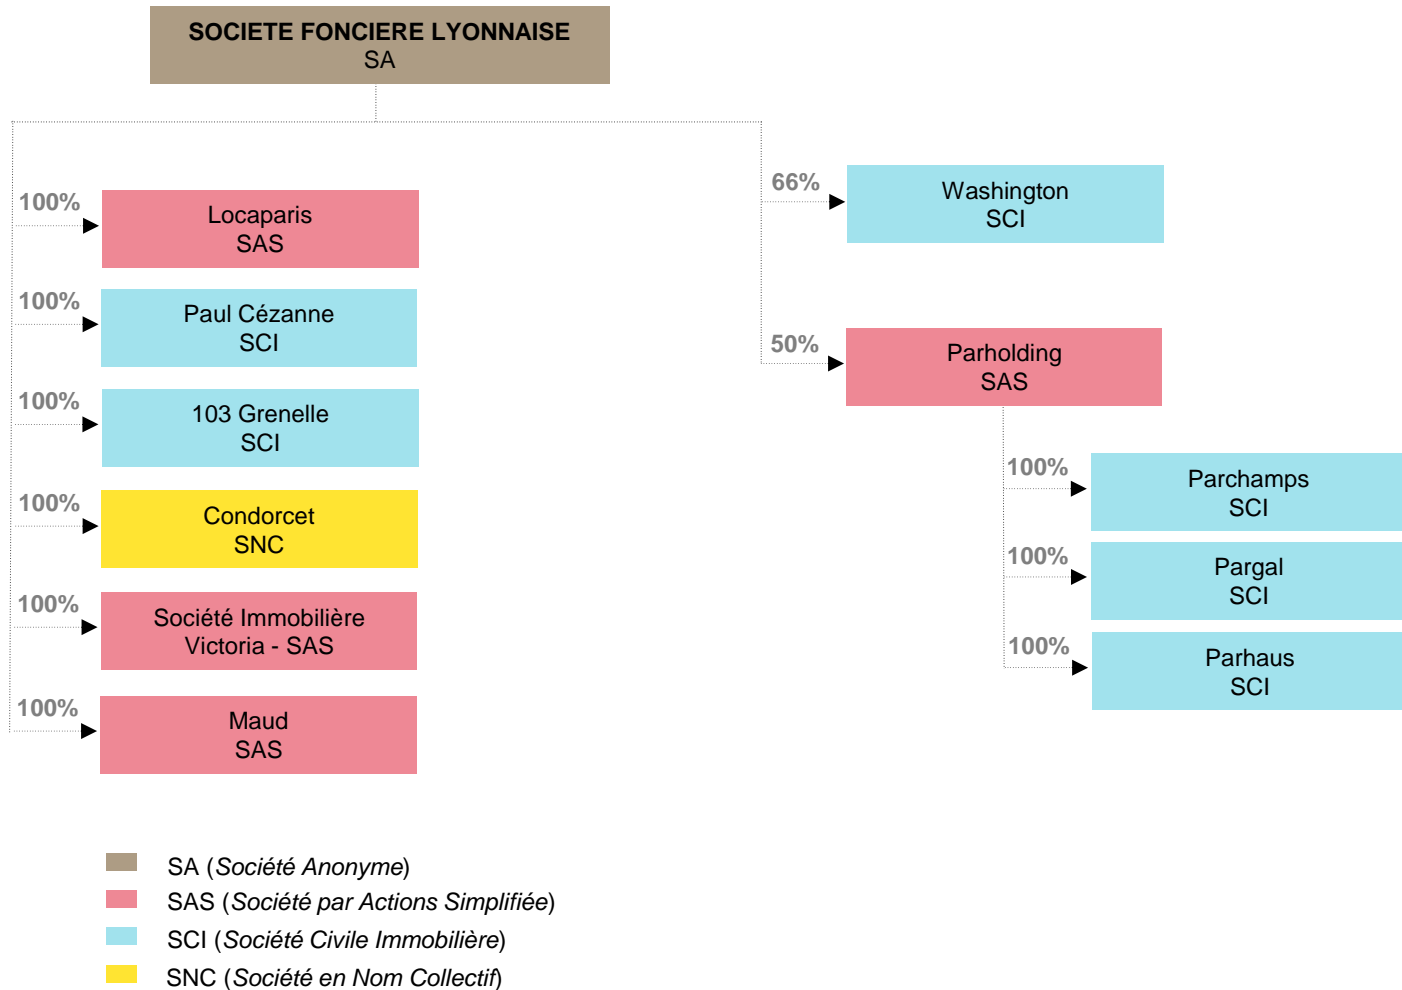 SOCIETE FONCIERE LYONNAISE
SA
100%
Locaparis
SAS
100%
Paul Cézanne
SCI
100%
103 Grenelle
SCI
100%
Condorcet
SNC
100%
Société Immobilière
Victoria - SAS
100%
Maud
SAS
66%
Washington
SCI
50%
Parholding
SAS
100%
Parchamps
SCI
100%
Pargal
SCI
100%
Parhaus
SCI
SA (Société Anonyme)
SAS (Société par Actions Simplifiée)
SCI (Société Civile Immobilière)
SNC (Société en Nom Collectif)